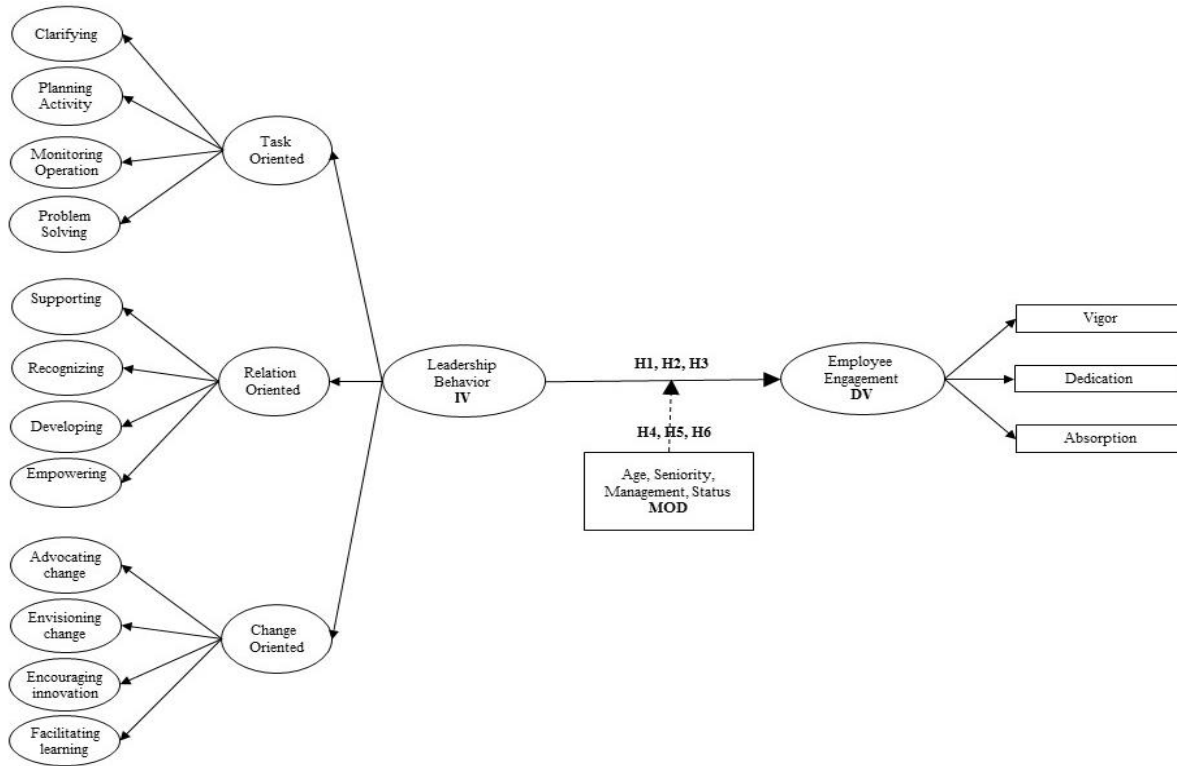 Clarifying
Planning
Activity
Monitoring
Operation
Problem
Solving
Task
Oriented
Supporting
Recognizing
Developing
Empowering
Relation
Oriented
Advocating
change
Envisioning
change
Encouraging
innovation
Facilitating
learning
Change
Oriented
Leadership
Behavior
IV
H1, H2, H3
H4, H5, H6
Age, Seniority,
Management, Status
MOD
Employee
Engagement
DV
Vigor
Dedication
Absorption